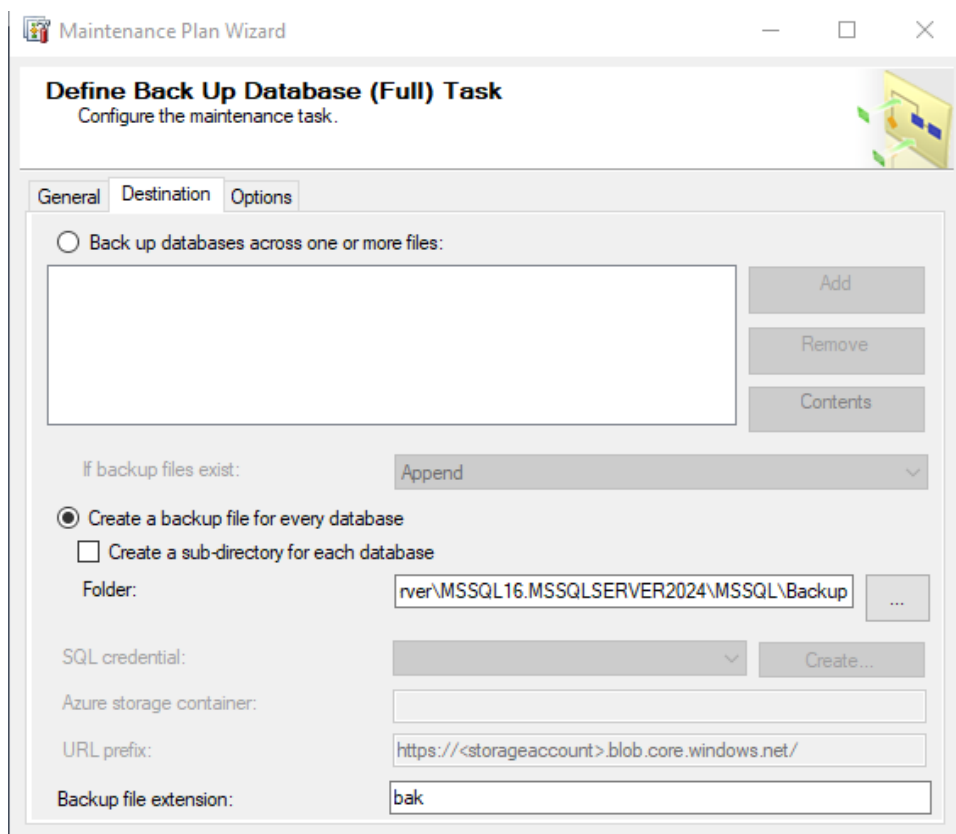 Maintenance Plan Wizard
Define Back Up Database (Full) Task
Configure the maintenance task.
General Destination Options
Back up databases across one or more files:
Add
Remove
Contents
If backup files exist: Append
Create a backup file for every database
Create a sub-directory for each database
Folder: rver\MSSQL16.MSSQLSERVER2024\MSSQL\Backup ...
SQL credential: Create...
Azure storage container:
URL prefix: https://<storageaccount>.blob.core.windows.net/
Backup file extension: bak